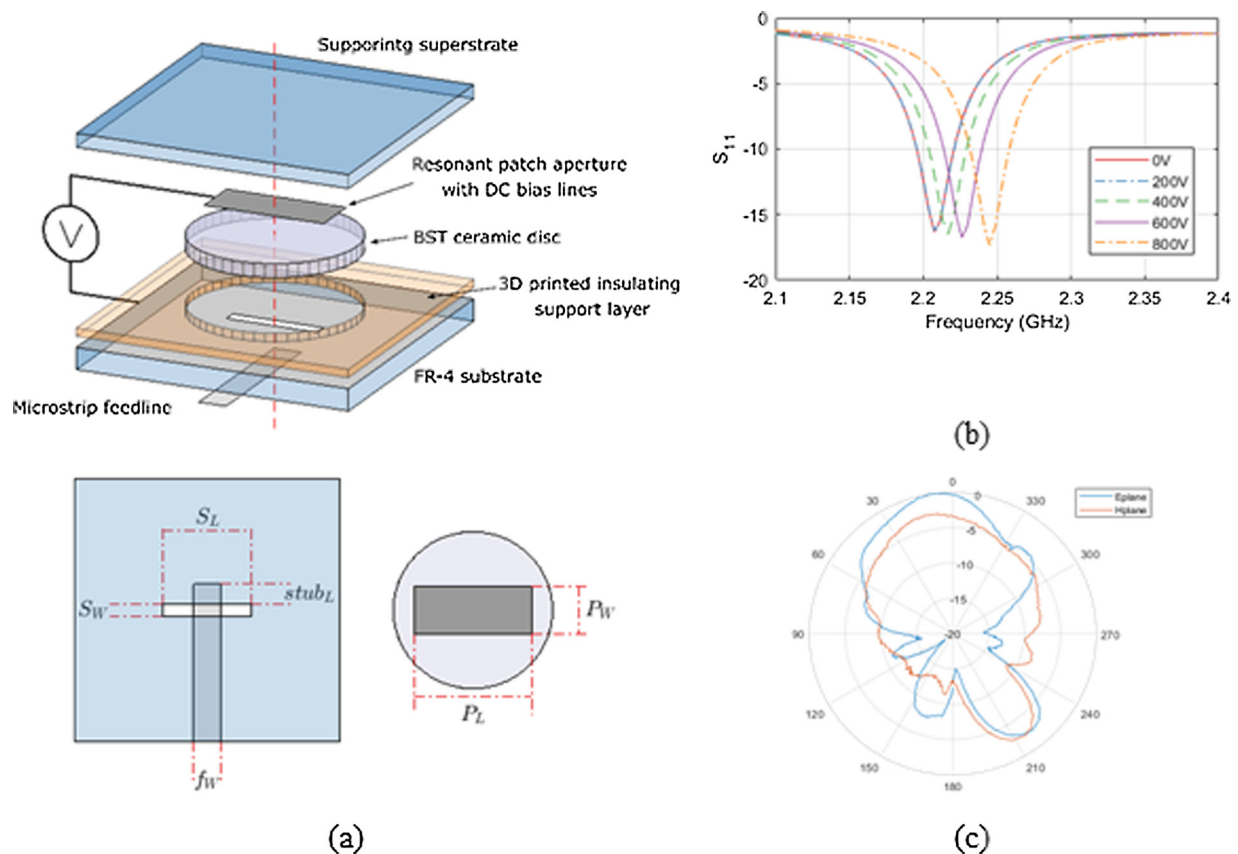 Supporintg superstrate
Resonant patch aperture
with DC bias lines
V
BST ceramic disc
3D printed insulating
support layer
FR-4 substrate
Microstrip feedline
S_L
stub_L
S_W
P_W
P_L
f_W
(a)
0
-5
-10
-15
-20
S_11
0V
200V
400V
600V
800V
2.1 2.15 2.2 2.25 2.3 2.35 2.4
Frequency (GHz)
(b)
Eplane
Hplane
0
30 0 330
-5
60 -10 300
-15
90 -20 270
120 240
150 210
180
(c)